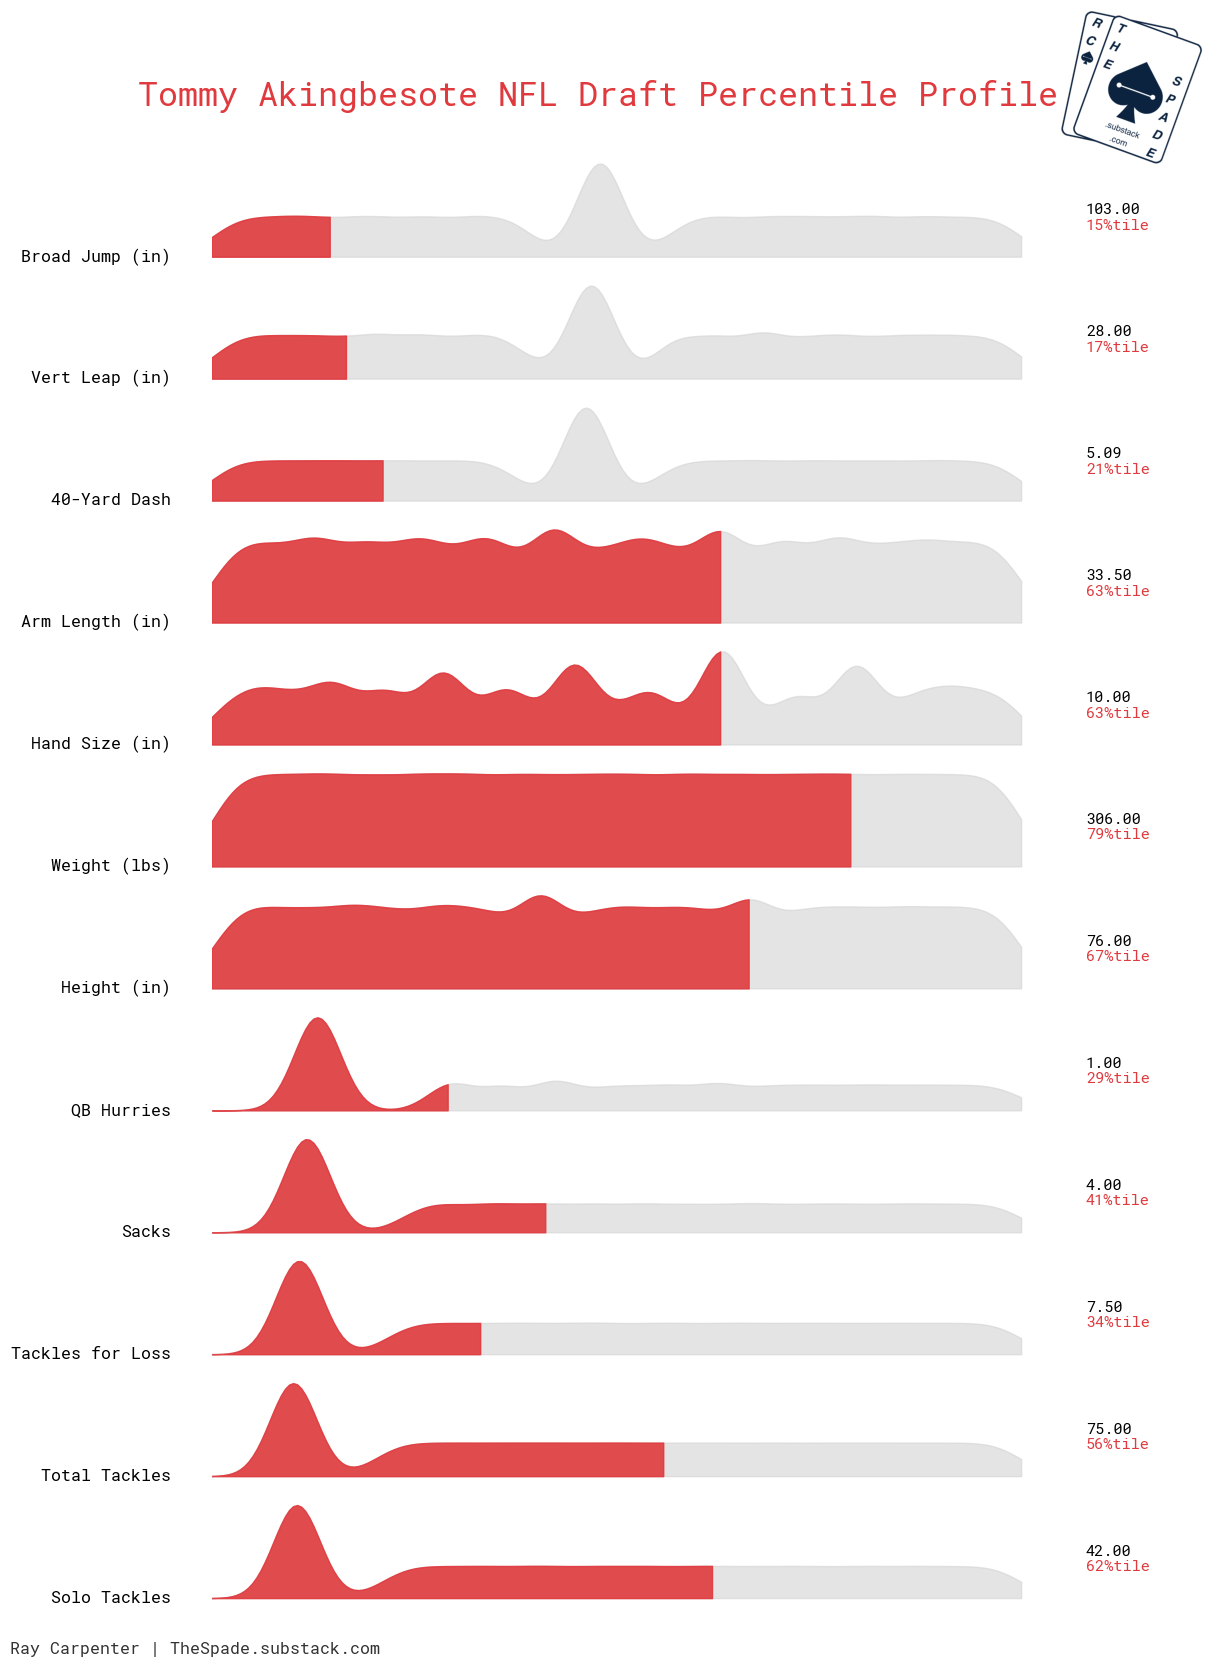 RC
THE
SPADE
.substack
.com
Tommy Akingbesote NFL Draft Percentile Profile
Broad Jump (in)
103.00
15%tile
Vert Leap (in)
28.00
17%tile
40-Yard Dash
5.09
21%tile
Arm Length (in)
33.50
63%tile
Hand Size (in)
10.00
63%tile
Weight (lbs)
306.00
79%tile
Height (in)
76.00
67%tile
QB Hurries
1.00
29%tile
Sacks
4.00
41%tile
Tackles for Loss
7.50
34%tile
Total Tackles
75.00
56%tile
Solo Tackles
42.00
62%tile
Ray Carpenter | TheSpade.substack.com